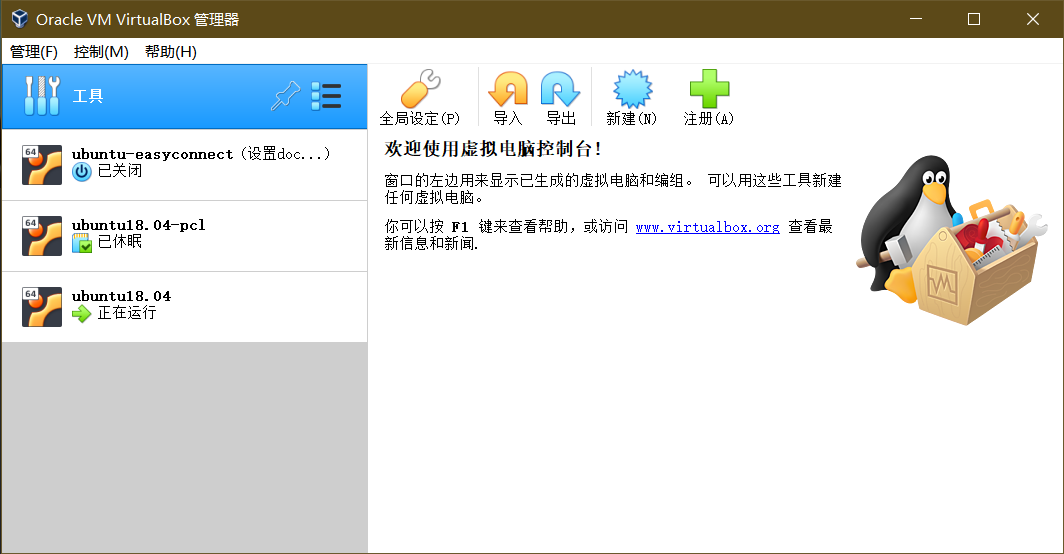 Oracle VM VirtualBox 管理器
管理(F) 控制(M) 帮助(H)
工具
全局设定(P) 导入 导出 新建(N) 注册(A)
64
ubuntu-easyconnect (设置doc...)
已关闭
64
ubuntu18.04-pcl
已休眠
64
ubuntu18.04
正在运行
欢迎使用虚拟电脑控制台!
窗口的左边用来显示已生成的虚拟电脑和编组。 可以用这些工具新建
任何虚拟电脑。
你可以按 F1 键来查看帮助，或访问 www.virtualbox.org 查看最
新信息和新闻.